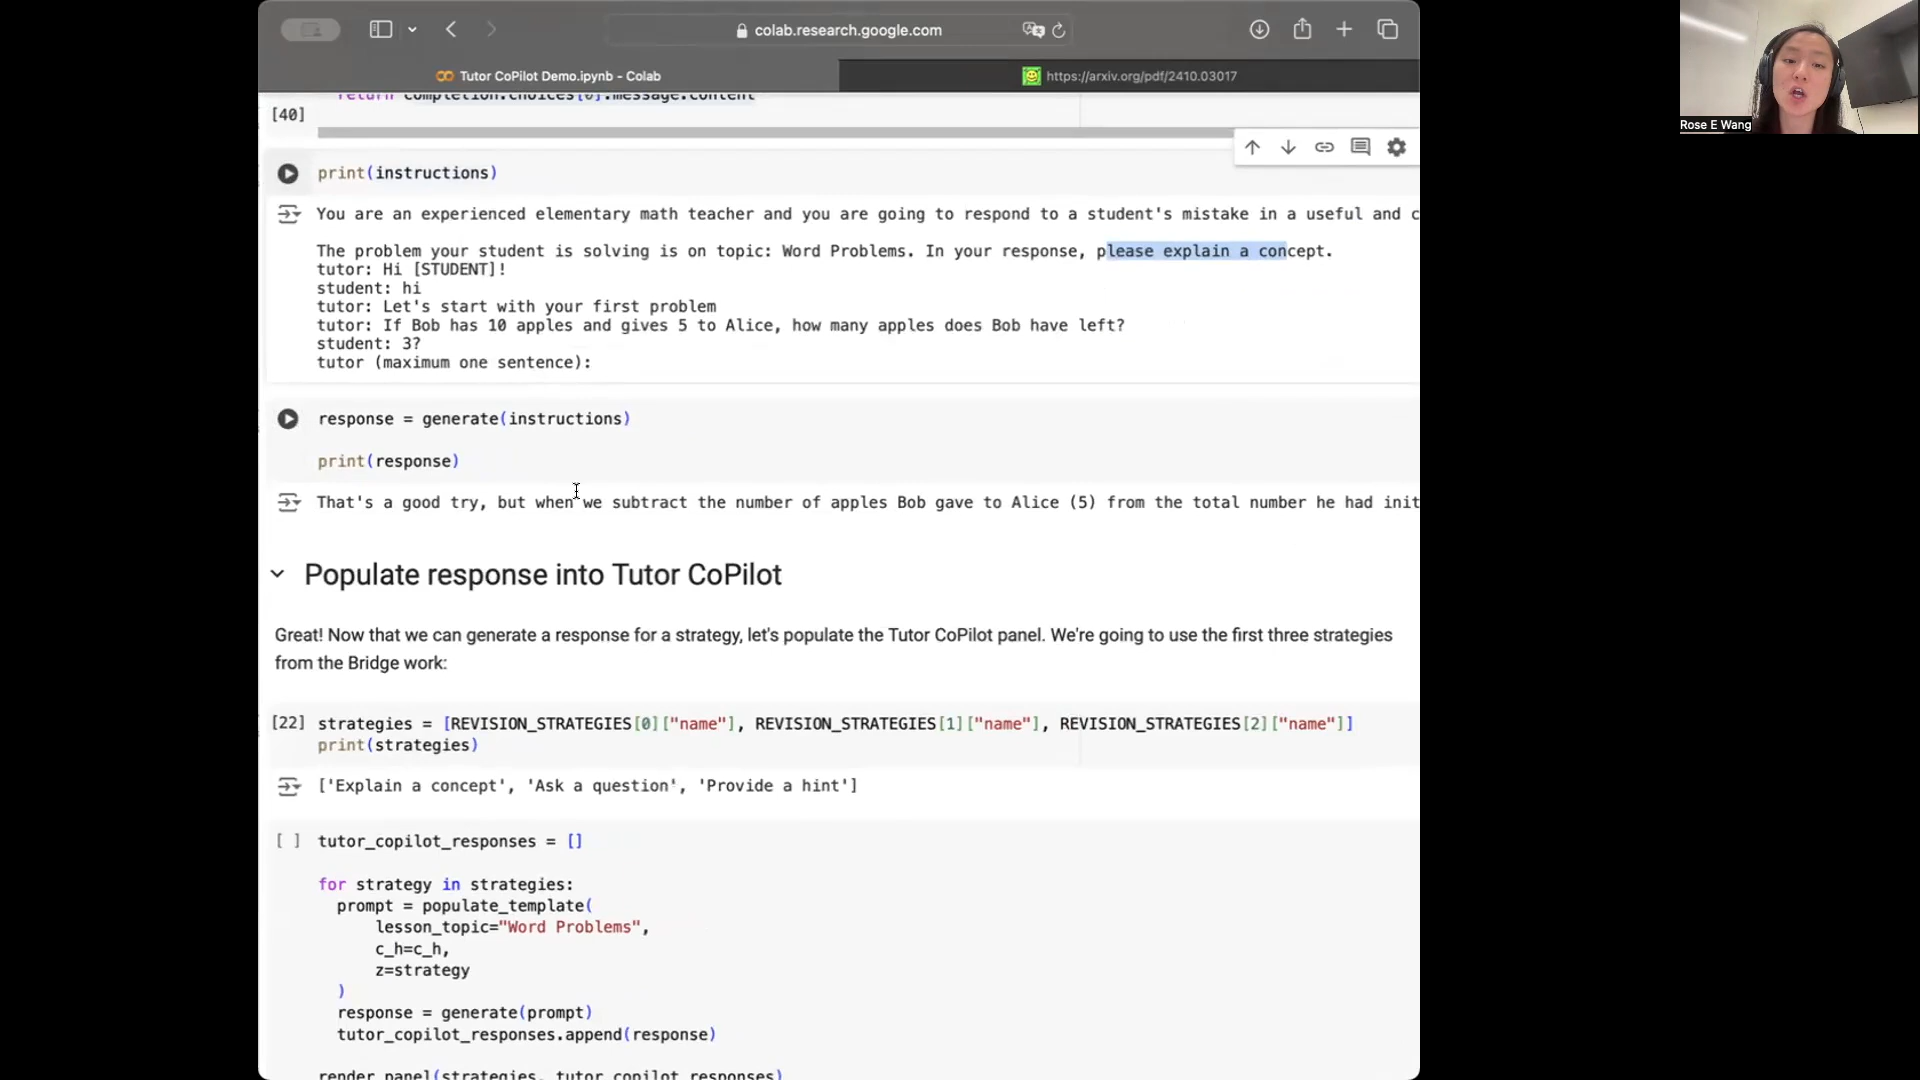 colab.research.google.com
Tutor CoPilot Demo.ipynb - Colab
https://arxiv.org/pdf/2410.03017
Rose E Wang
return completion.choices[0].message.content
[40]
print(instructions)
You are an experienced elementary math teacher and you are going to respond to a student's mistake in a useful and c
The problem your student is solving is on topic: Word Problems. In your response, please explain a concept.
tutor: Hi [STUDENT]!
student: hi
tutor: Let's start with your first problem
tutor: If Bob has 10 apples and gives 5 to Alice, how many apples does Bob have left?
student: 3?
tutor (maximum one sentence):
response = generate(instructions)
print(response)
That's a good try, but when we subtract the number of apples Bob gave to Alice (5) from the total number he had init
Populate response into Tutor CoPilot
Great! Now that we can generate a response for a strategy, let's populate the Tutor CoPilot panel. We're going to use the first three strategies
from the Bridge work:
[22] strategies = [REVISION_STRATEGIES[0]["name"], REVISION_STRATEGIES[1]["name"], REVISION_STRATEGIES[2]["name"]]
print(strategies)
['Explain a concept', 'Ask a question', 'Provide a hint']
[ ] tutor_copilot_responses = []
for strategy in strategies:
prompt = populate_template(
lesson_topic="Word Problems",
c_h=c_h,
z=strategy
)
response = generate(prompt)
tutor_copilot_responses.append(response)
render_panel(strategies, tutor_copilot_responses)